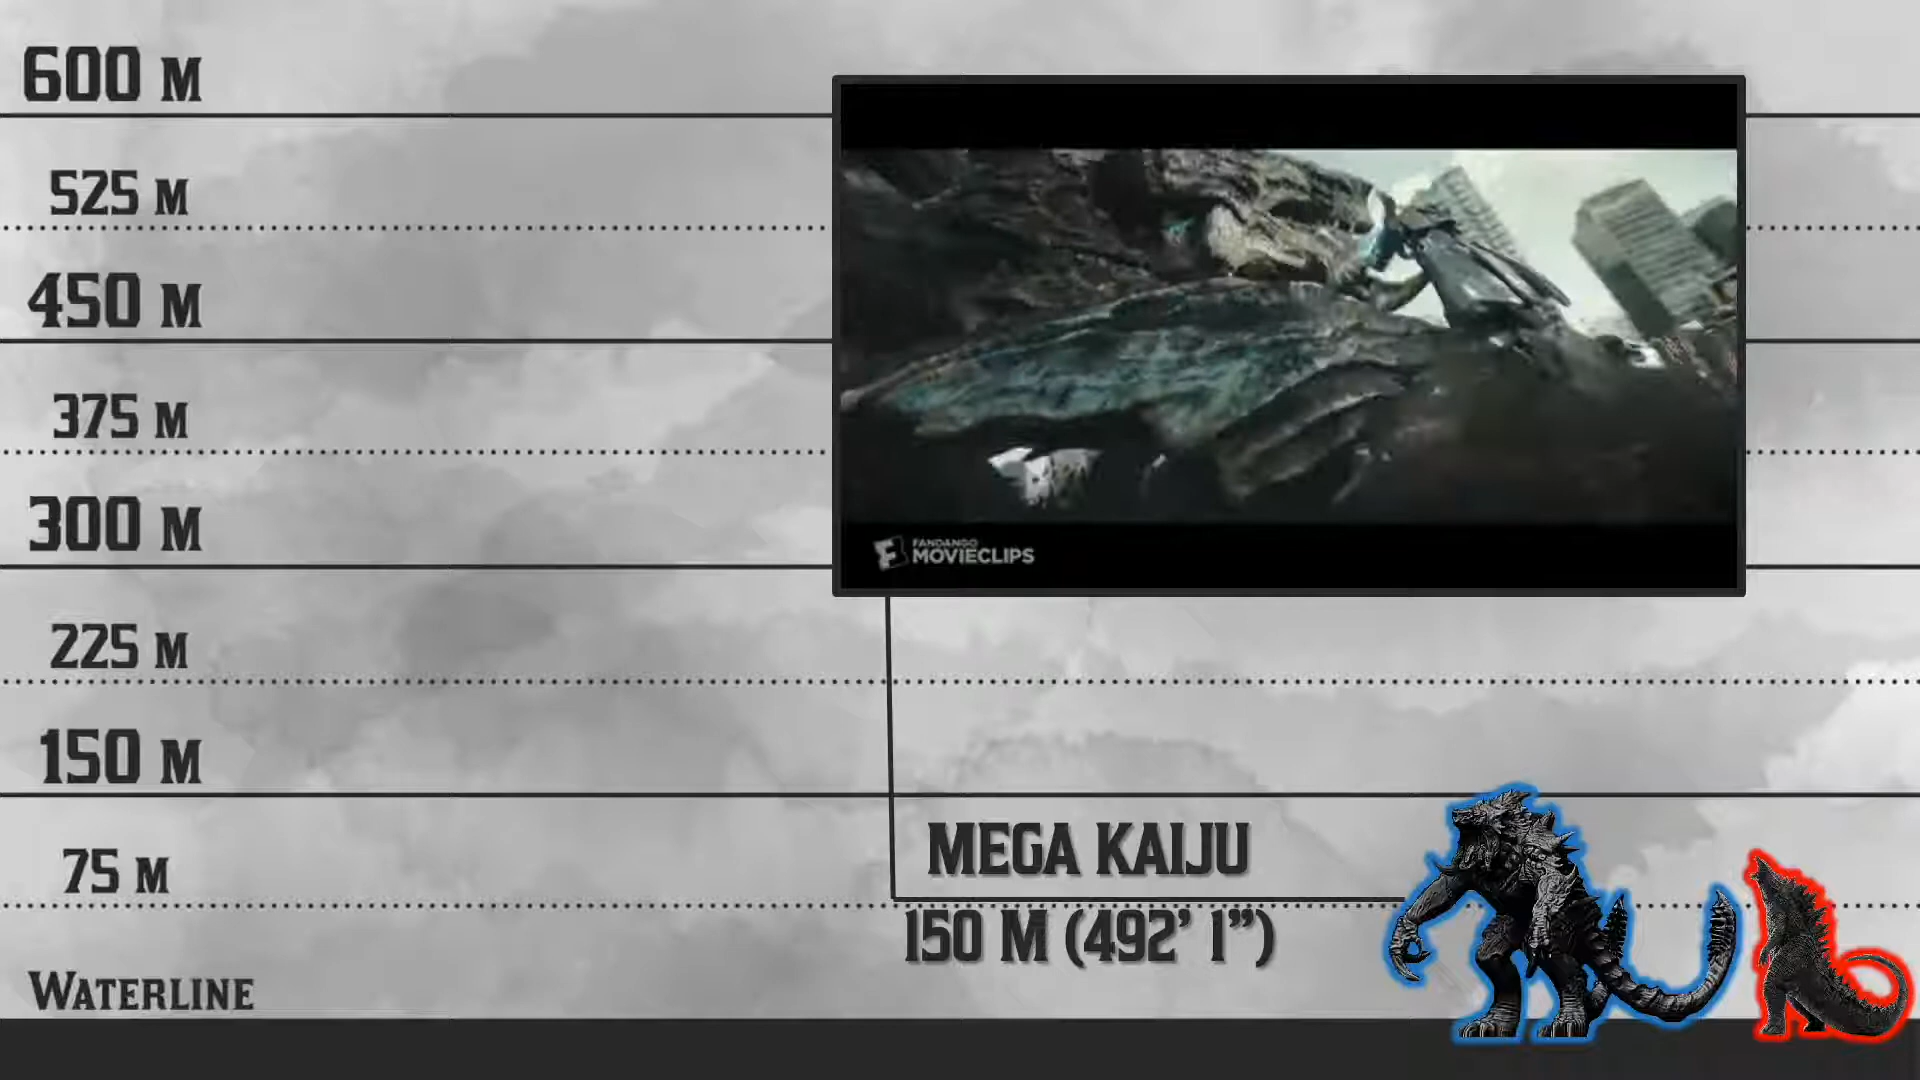 600 M
525 M
450 M
375 M
300 M
225 M
150 M
75 M
WATERLINE
FANDANGO
MOVIECLIPS
MEGA KAIJU
150 M (492’ 1”)